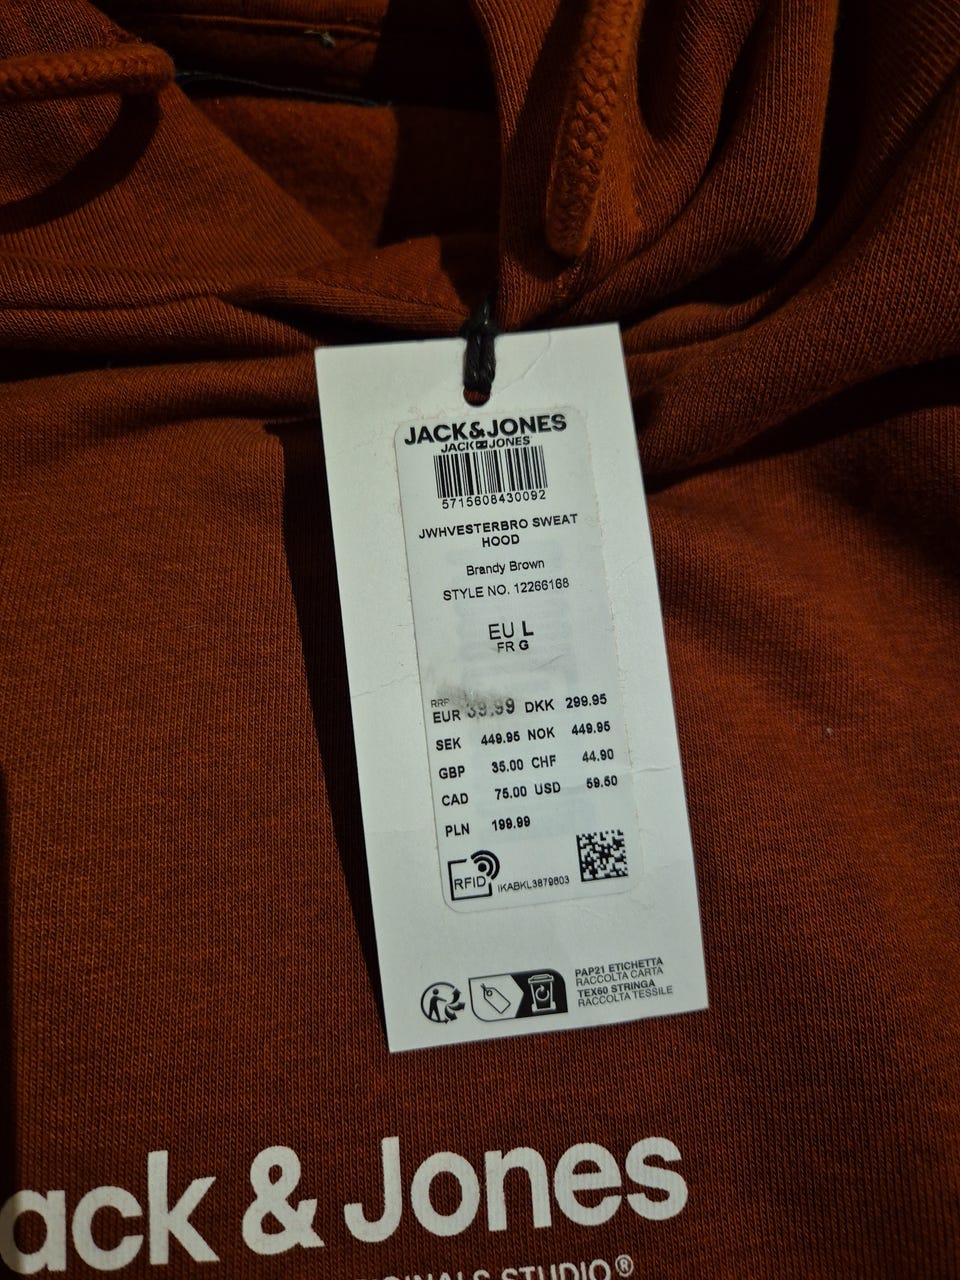 JACK&JONES
JACK JONES
5715608430092
JWHVESTERBRO SWEAT
HOOD
Brandy Brown
STYLE NO. 12266168
EU L
FR G
RRP
EUR 39.99 DKK 299.95
SEK 449.95 NOK 449.95
GBP 35.00 CHF 44.90
CAD 75.00 USD 59.50
PLN 199.99
RFID IKABKL3879803
PAP21 ETICHETTA
RACCOLTA CARTA
TEX60 STRINGA
RACCOLTA TESSILE
ack & Jones
GINALS STUDIO®